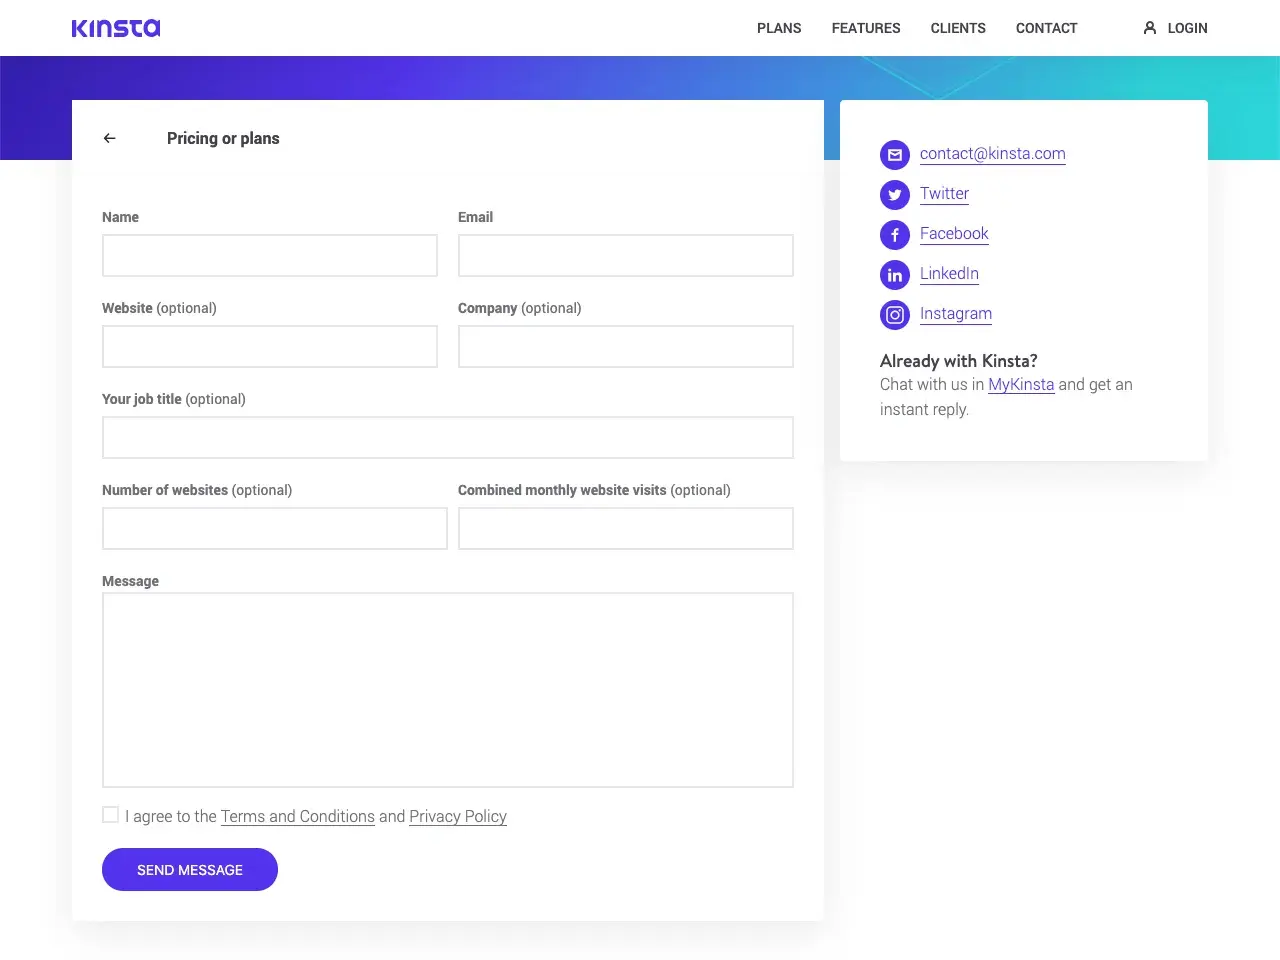 KINSTA
PLANS FEATURES CLIENTS CONTACT LOGIN
Pricing or plans
Name Email
Website (optional) Company (optional)
Your job title (optional)
Number of websites (optional) Combined monthly website visits (optional)
Message
I agree to the Terms and Conditions and Privacy Policy
SEND MESSAGE
contact@kinsta.com
Twitter
Facebook
LinkedIn
Instagram
Already with Kinsta?
Chat with us in MyKinsta and get an
instant reply.